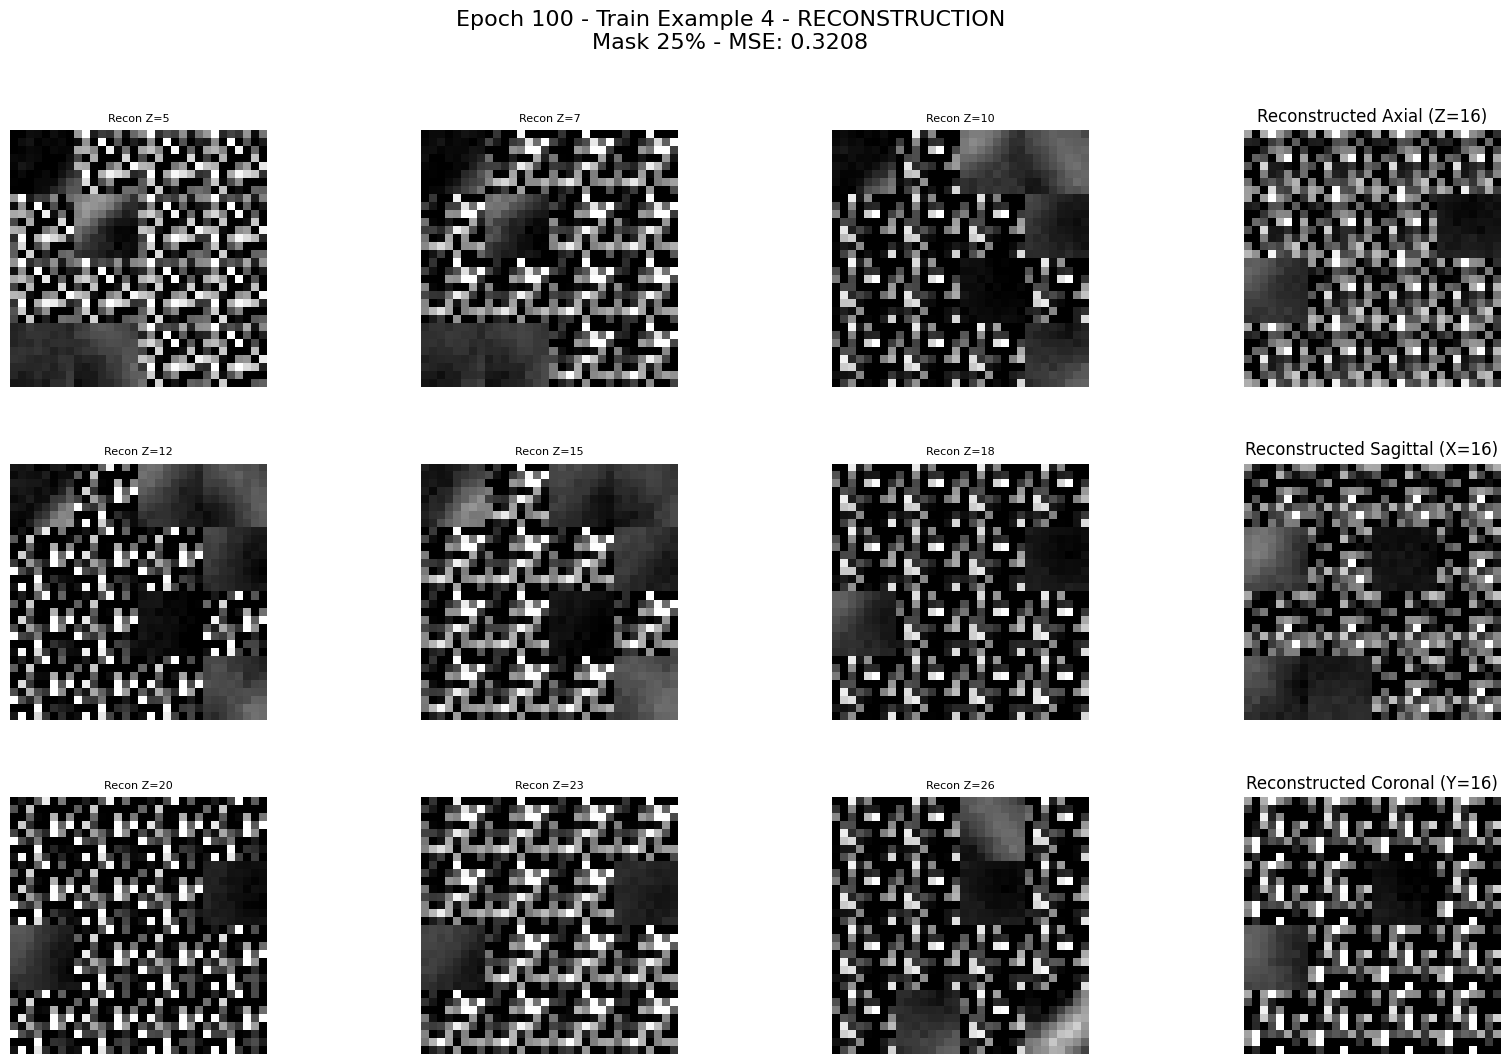 Epoch 100 - Train Example 4 - RECONSTRUCTION
Mask 25% - MSE: 0.3208
Recon Z=5
Recon Z=7
Recon Z=10
Reconstructed Axial (Z=16)
Recon Z=12
Recon Z=15
Recon Z=18
Reconstructed Sagittal (X=16)
Recon Z=20
Recon Z=23
Recon Z=26
Reconstructed Coronal (Y=16)